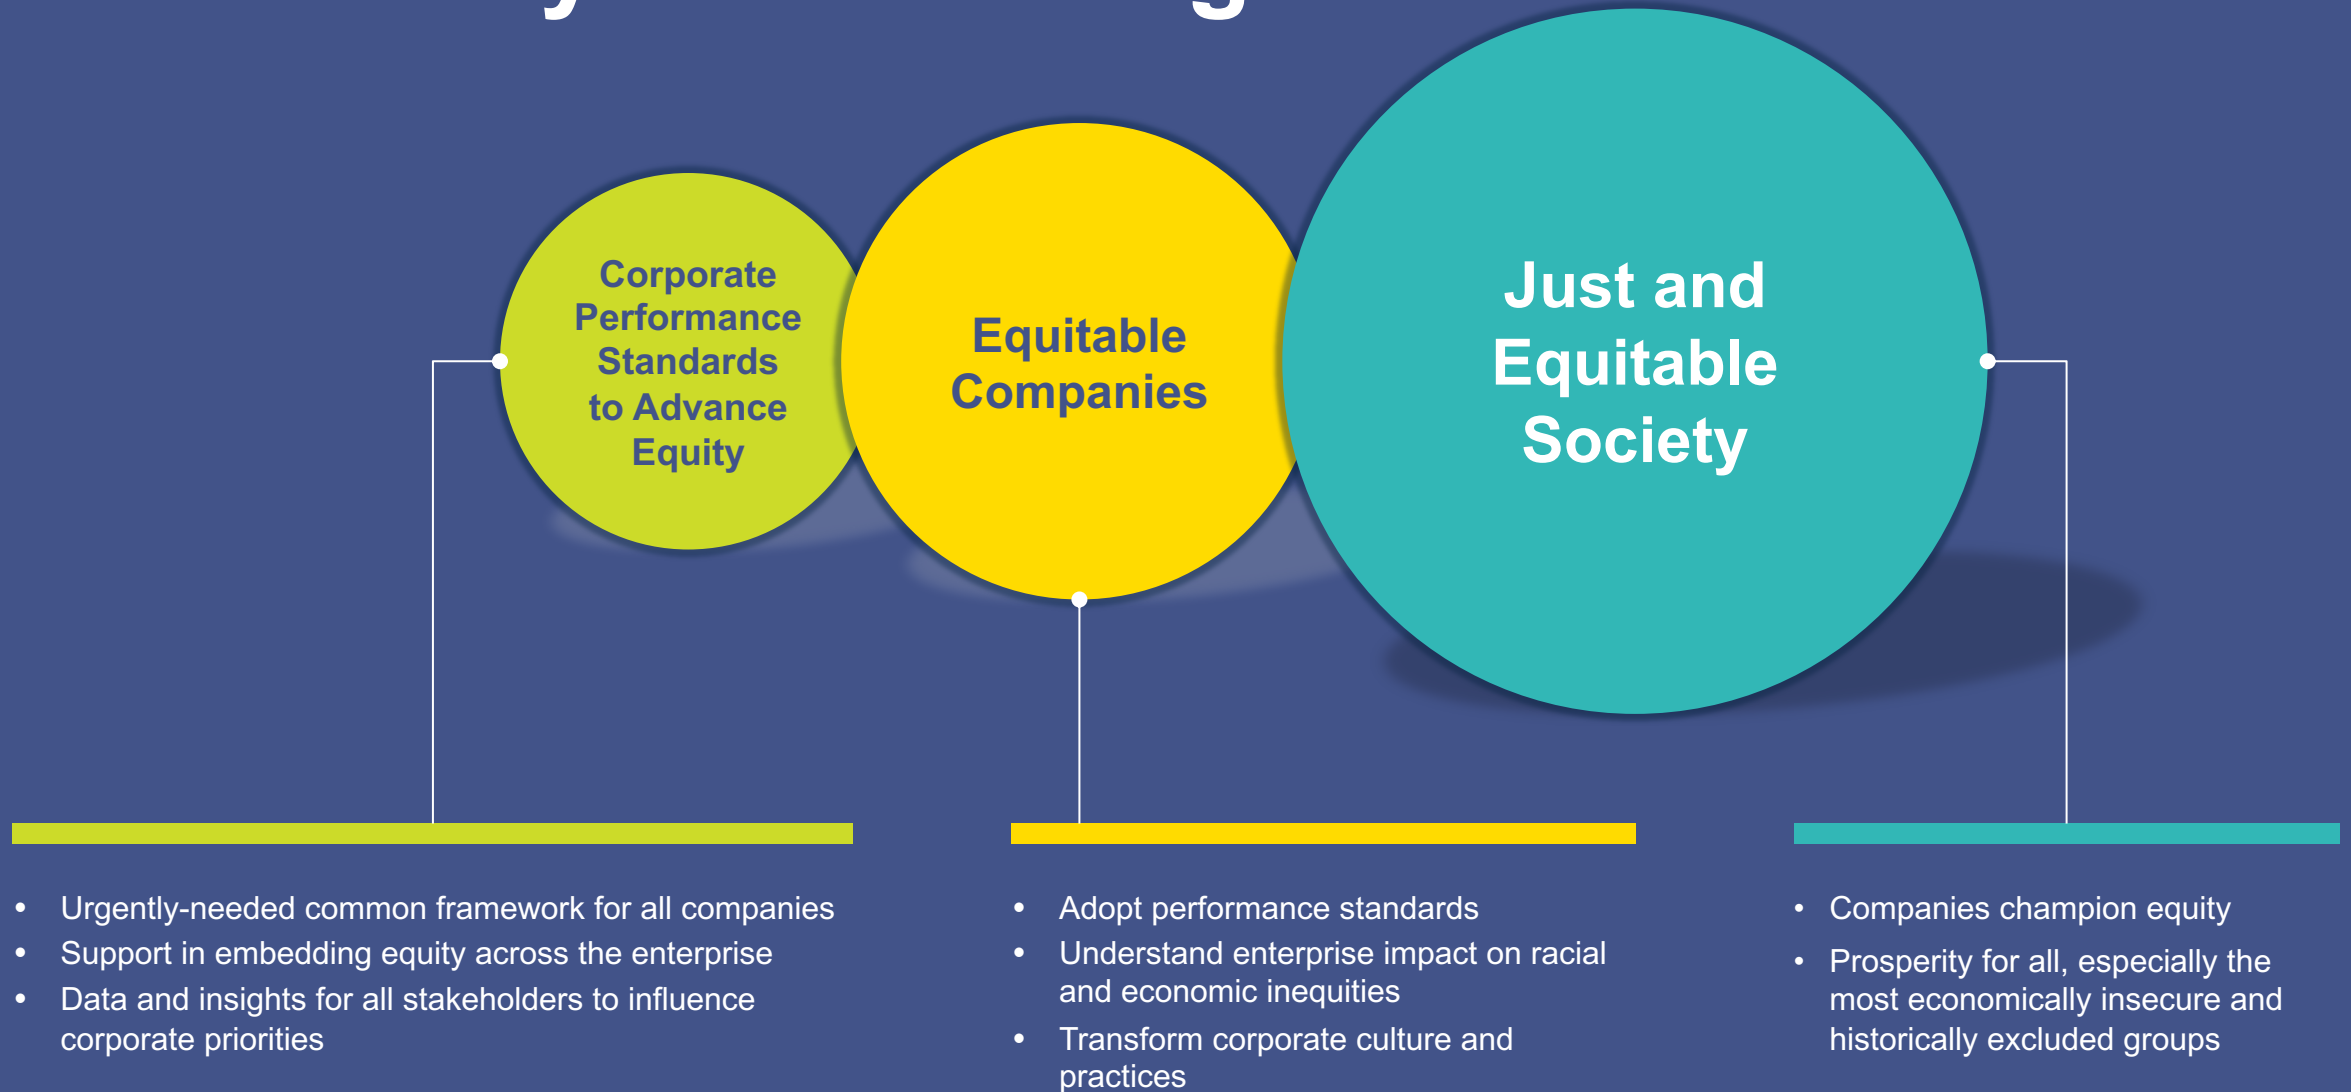 Corporate
Performance
Standards
to Advance
Equity
Equitable
Companies
Just and
Equitable
Society
• Urgently-needed common framework for all companies
• Support in embedding equity across the enterprise
• Data and insights for all stakeholders to influence
corporate priorities
• Adopt performance standards
• Understand enterprise impact on racial
and economic inequities
• Transform corporate culture and
practices
• Companies champion equity
• Prosperity for all, especially the
most economically insecure and
historically excluded groups